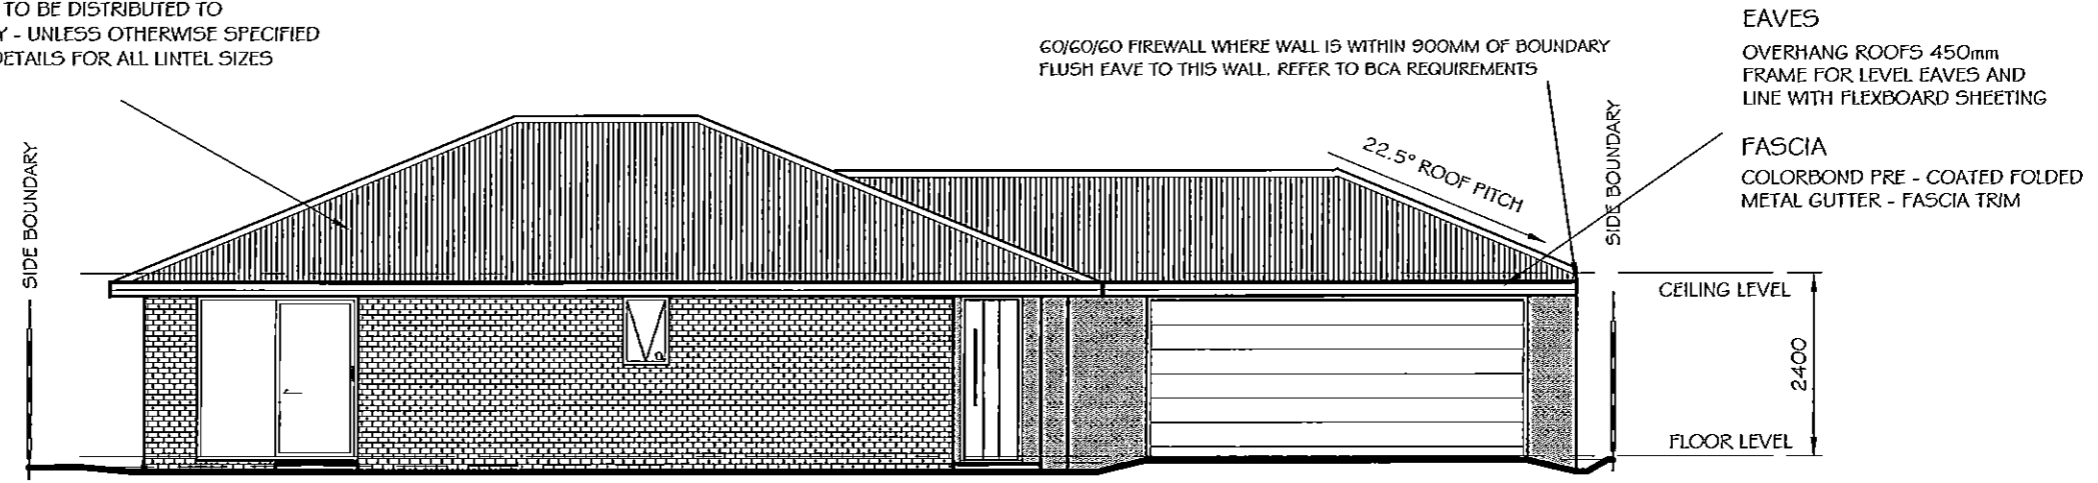 TO BE DISTRIBUTED TO
Y - UNLESS OTHERWISE SPECIFIED
DETAILS FOR ALL LINTEL SIZES
60/60/60 FIREWALL WHERE WALL IS WITHIN 900MM OF BOUNDARY
FLUSH EAVE TO THIS WALL. REFER TO BCA REQUIREMENTS
EAVES
OVERHANG ROOFS 450mm
FRAME FOR LEVEL EAVES AND
LINE WITH FLEXBOARD SHEETING
FASCIA
COLORBOND PRE - COATED FOLDED
METAL GUTTER - FASCIA TRIM
SIDE BOUNDARY
22.5° ROOF PITCH
SIDE BOUNDARY
CEILING LEVEL
2400
FLOOR LEVEL